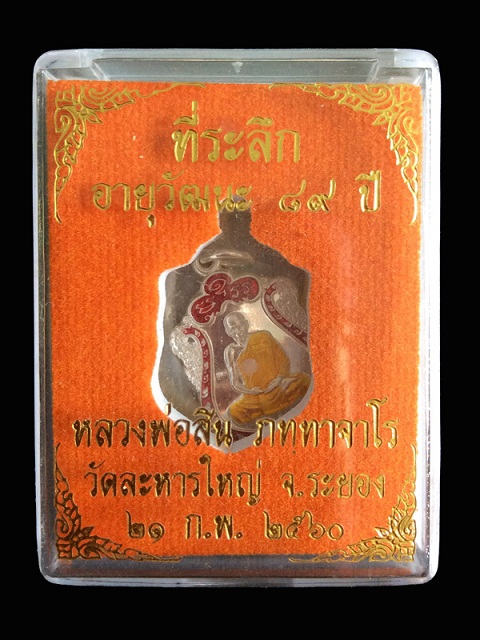 ที่ระลึก
อายุวัฒนะ ๘๙ ปี
หลวงพ่อสิน ภททาจาโร
วัดละหารใหญ่ จ.ระยอง
๒๑ ก.พ. ๒๕๖๐